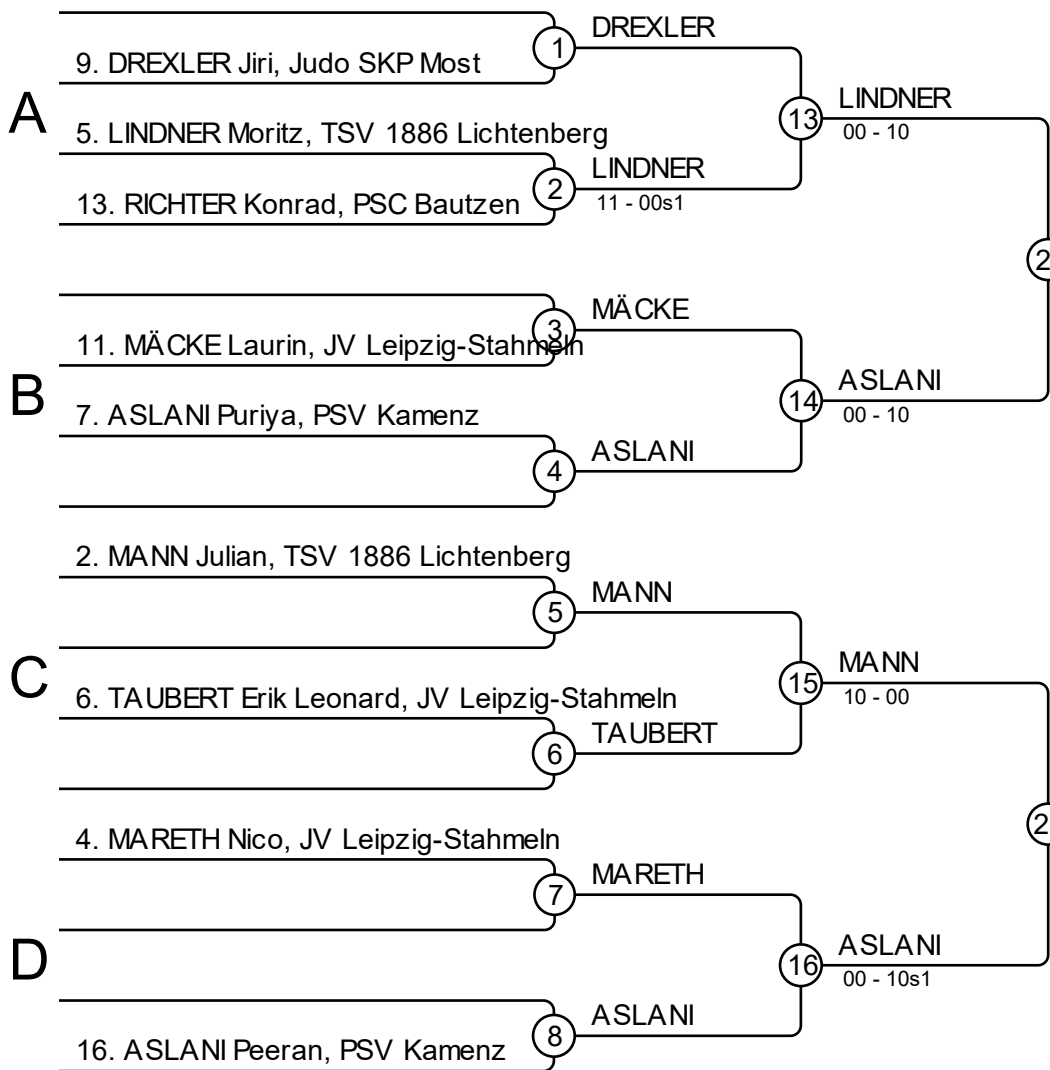 DREXLER
1
9. DREXLER Jiri, Judo SKP Most
A
LINDNER
13
00 - 10
5. LINDNER Moritz, TSV 1886 Lichtenberg
LINDNER
2
11 - 00s1
13. RICHTER Konrad, PSC Bautzen
2
MÄCKE
3
11. MÄCKE Laurin, JV Leipzig-Stahmeln
B
ASLANI
14
00 - 10
7. ASLANI Puriya, PSV Kamenz
ASLANI
4
2. MANN Julian, TSV 1886 Lichtenberg
MANN
5
C
MANN
15
10 - 00
6. TAUBERT Erik Leonard, JV Leipzig-Stahmeln
TAUBERT
6
2
4. MARETH Nico, JV Leipzig-Stahmeln
MARETH
7
D
ASLANI
16
00 - 10s1
ASLANI
8
16. ASLANI Peeran, PSV Kamenz